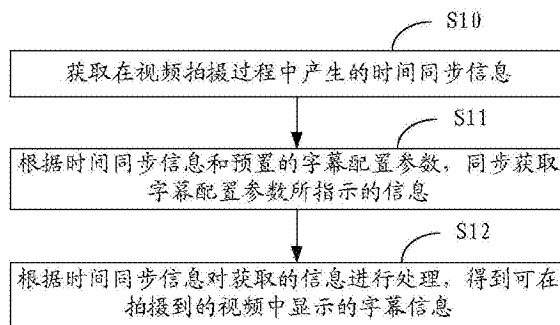 S10
获取在视频拍摄过程中产生的时间同步信息
S11
根据时间同步信息和预置的字幕配置参数，同步获取
字幕配置参数所指示的信息
S12
根据时间同步信息对获取的信息进行处理，得到可在
拍摄到的视频中显示的字幕信息